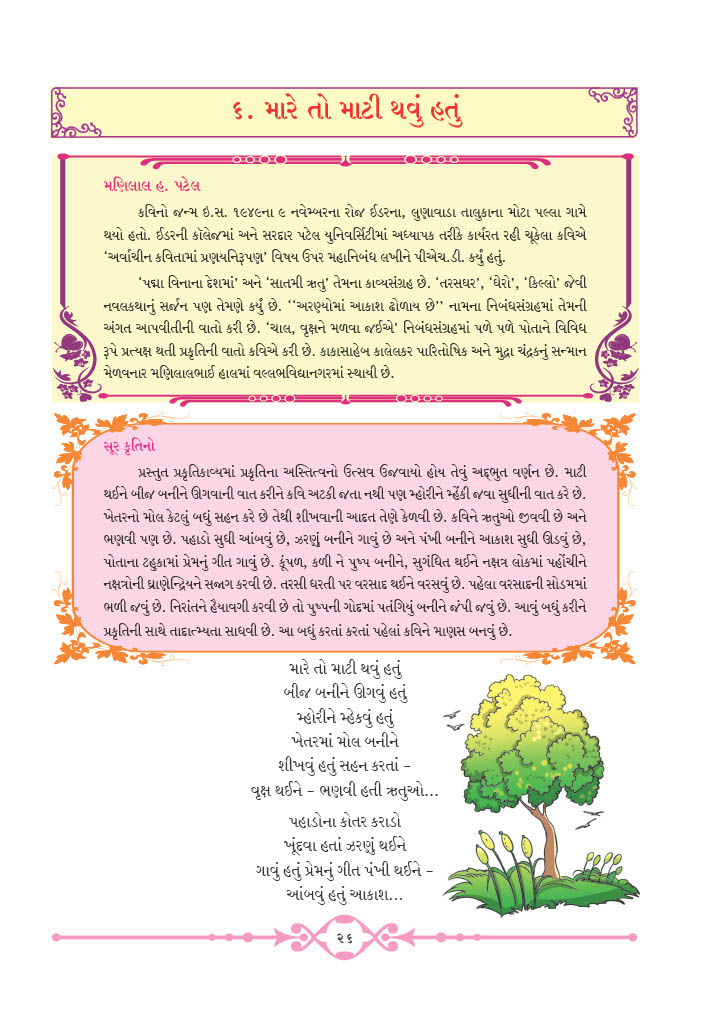 ૬. મારે તો માટી થવું હતું
મણિલાલ હ. પટેલ
કવિનો જન્મ ઇ.સ. ૧૯૪૯ના ૯ નવેમ્બરના રોજ ઈડરના, લુણાવાડા તાલુકાના મોટા પલ્લા ગામે
થયો હતો. ઈડરની કૉલેજમાં અને સરદાર પટેલ યુનિવર્સિટીમાં અધ્યાપક તરીકે કાર્યરત રહી ચૂકેલા કવિએ
‘અર્વાચીન કવિતામાં પ્રણયનિરૂપણ’ વિષય ઉપર મહાનિબંધ લખીને પીએચ.ડી. કર્યું હતું.
‘પદ્મા વિનાના દેશમાં’ અને ‘સાતમી ઋતુ’ તેમના કાવ્યસંગ્રહ છે. ‘તરસઘર’, ‘ઘેરો’, ‘કિલ્લો’ જેવી
નવલકથાનું સર્જન પણ તેમણે કર્યું છે. ‘‘અરણ્યોમાં આકાશ ઢોળાય છે’’ નામના નિબંધસંગ્રહમાં તેમની
અંગત આપવીતીની વાતો કરી છે. ‘ચાલ, વૃક્ષને મળવા જઈએ’ નિબંધસંગ્રહમાં પળે પળે પોતાને વિવિધ
રૂપે પ્રત્યક્ષ થતી પ્રકૃતિની વાતો કવિએ કરી છે. કાકાસાહેબ કાલેલકર પારિતોષિક અને મુદ્રા ચંદ્રકનું સન્માન
મેળવનાર મણિલાલભાઈ હાલમાં વલ્લભવિદ્યાનગરમાં સ્થાયી છે.
સૂર કૃતિનો
પ્રસ્તુત પ્રકૃતિકાવ્યમાં પ્રકૃતિના અસ્તિત્વનો ઉત્સવ ઉજવાયો હોય તેવું અદ્ભુત વર્ણન છે. માટી
થઈને બીજ બનીને ઊગવાની વાત કરીને કવિ અટકી જતા નથી પણ મ્હોરીને મ્હેંકી જવા સુધીની વાત કરે છે.
ખેતરનો મોલ કેટલું બધું સહન કરે છે તેથી શીખવાની આદત તેણે કેળવી છે. કવિને ઋતુઓ જીવવી છે અને
ભણવી પણ છે. પહાડો સુધી આંબવું છે, ઝરણું બનીને ગાવું છે અને પંખી બનીને આકાશ સુધી ઊડવું છે,
પોતાના ટહુકામાં પ્રેમનું ગીત ગાવું છે. કૂંપળ, કળી ને પુષ્પ બનીને, સુગંધિત થઈને નક્ષત્ર લોકમાં પહોંચીને
નક્ષત્રોની ઘ્રાણેન્દ્રિયને સજાગ કરવી છે. તરસી ધરતી પર વરસાદ થઈને વરસવું છે. પહેલા વરસાદની સોડમમાં
ભળી જવું છે. નિરાંતને હૈયાવગી કરવી છે તો પુષ્પની ગોદમાં પતંગિયું બનીને જંપી જવું છે. આવું બધું કરીને
પ્રકૃતિની સાથે તાદાત્મ્યતા સાધવી છે. આ બધું કરતાં કરતાં પહેલાં કવિને માણસ બનવું છે.
મારે તો માટી થવું હતું
બીજ બનીને ઊગવું હતું
મ્હોરીને મ્હેકવું હતું
ખેતરમાં મોલ બનીને
શીખવું હતું સહન કરતાં –
વૃક્ષ થઈને – ભણવી હતી ઋતુઓ...
પહાડોના કોતર કરાડો
ખૂંદવા હતાં ઝરણું થઈને
ગાવું હતું પ્રેમનું ગીત પંખી થઈને –
આંબવું હતું આકાશ...
૨૬